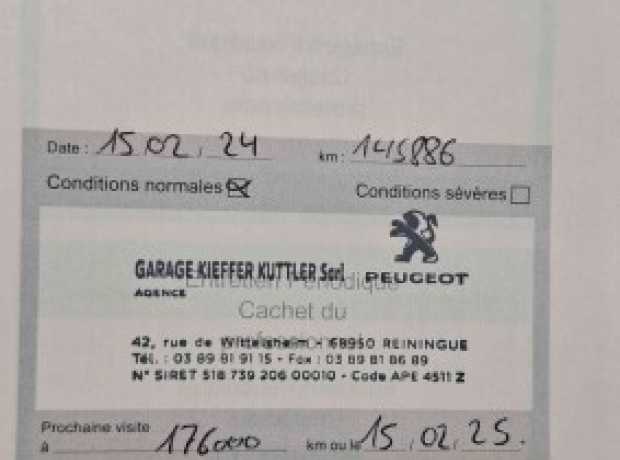 Date : 15.02.24 km : 145886
Conditions normales Conditions sévères
GARAGE KIEFFER KUTTLER Sarl PEUGEOT
AGENCE
Entretien Périodique
Cachet du
42, rue de Wittelsheim - 68950 REININGUE
Tél. : 03 89 81 91 15 - Fax : 03 89 81 86 89
N° SIRET 518 739 206 00010 - Code APE 4511 Z
Prochaine visite
à 176000 km ou le 15.02.25.